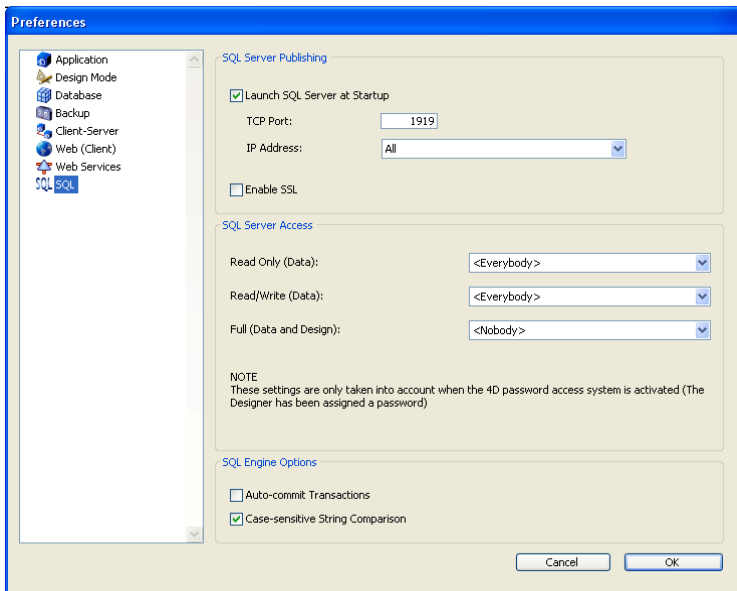 Preferences
Application
Design Mode
Database
Backup
Client-Server
Web (Client)
Web Services
SQL SQL
SQL Server Publishing
Launch SQL Server at Startup
TCP Port: 1919
IP Address: All
Enable SSL
SQL Server Access
Read Only (Data): <Everybody>
Read/Write (Data): <Everybody>
Full (Data and Design): <Nobody>
NOTE
These settings are only taken into account when the 4D password access system is activated (The
Designer has been assigned a password)
SQL Engine Options
Auto-commit Transactions
Case-sensitive String Comparison
Cancel OK